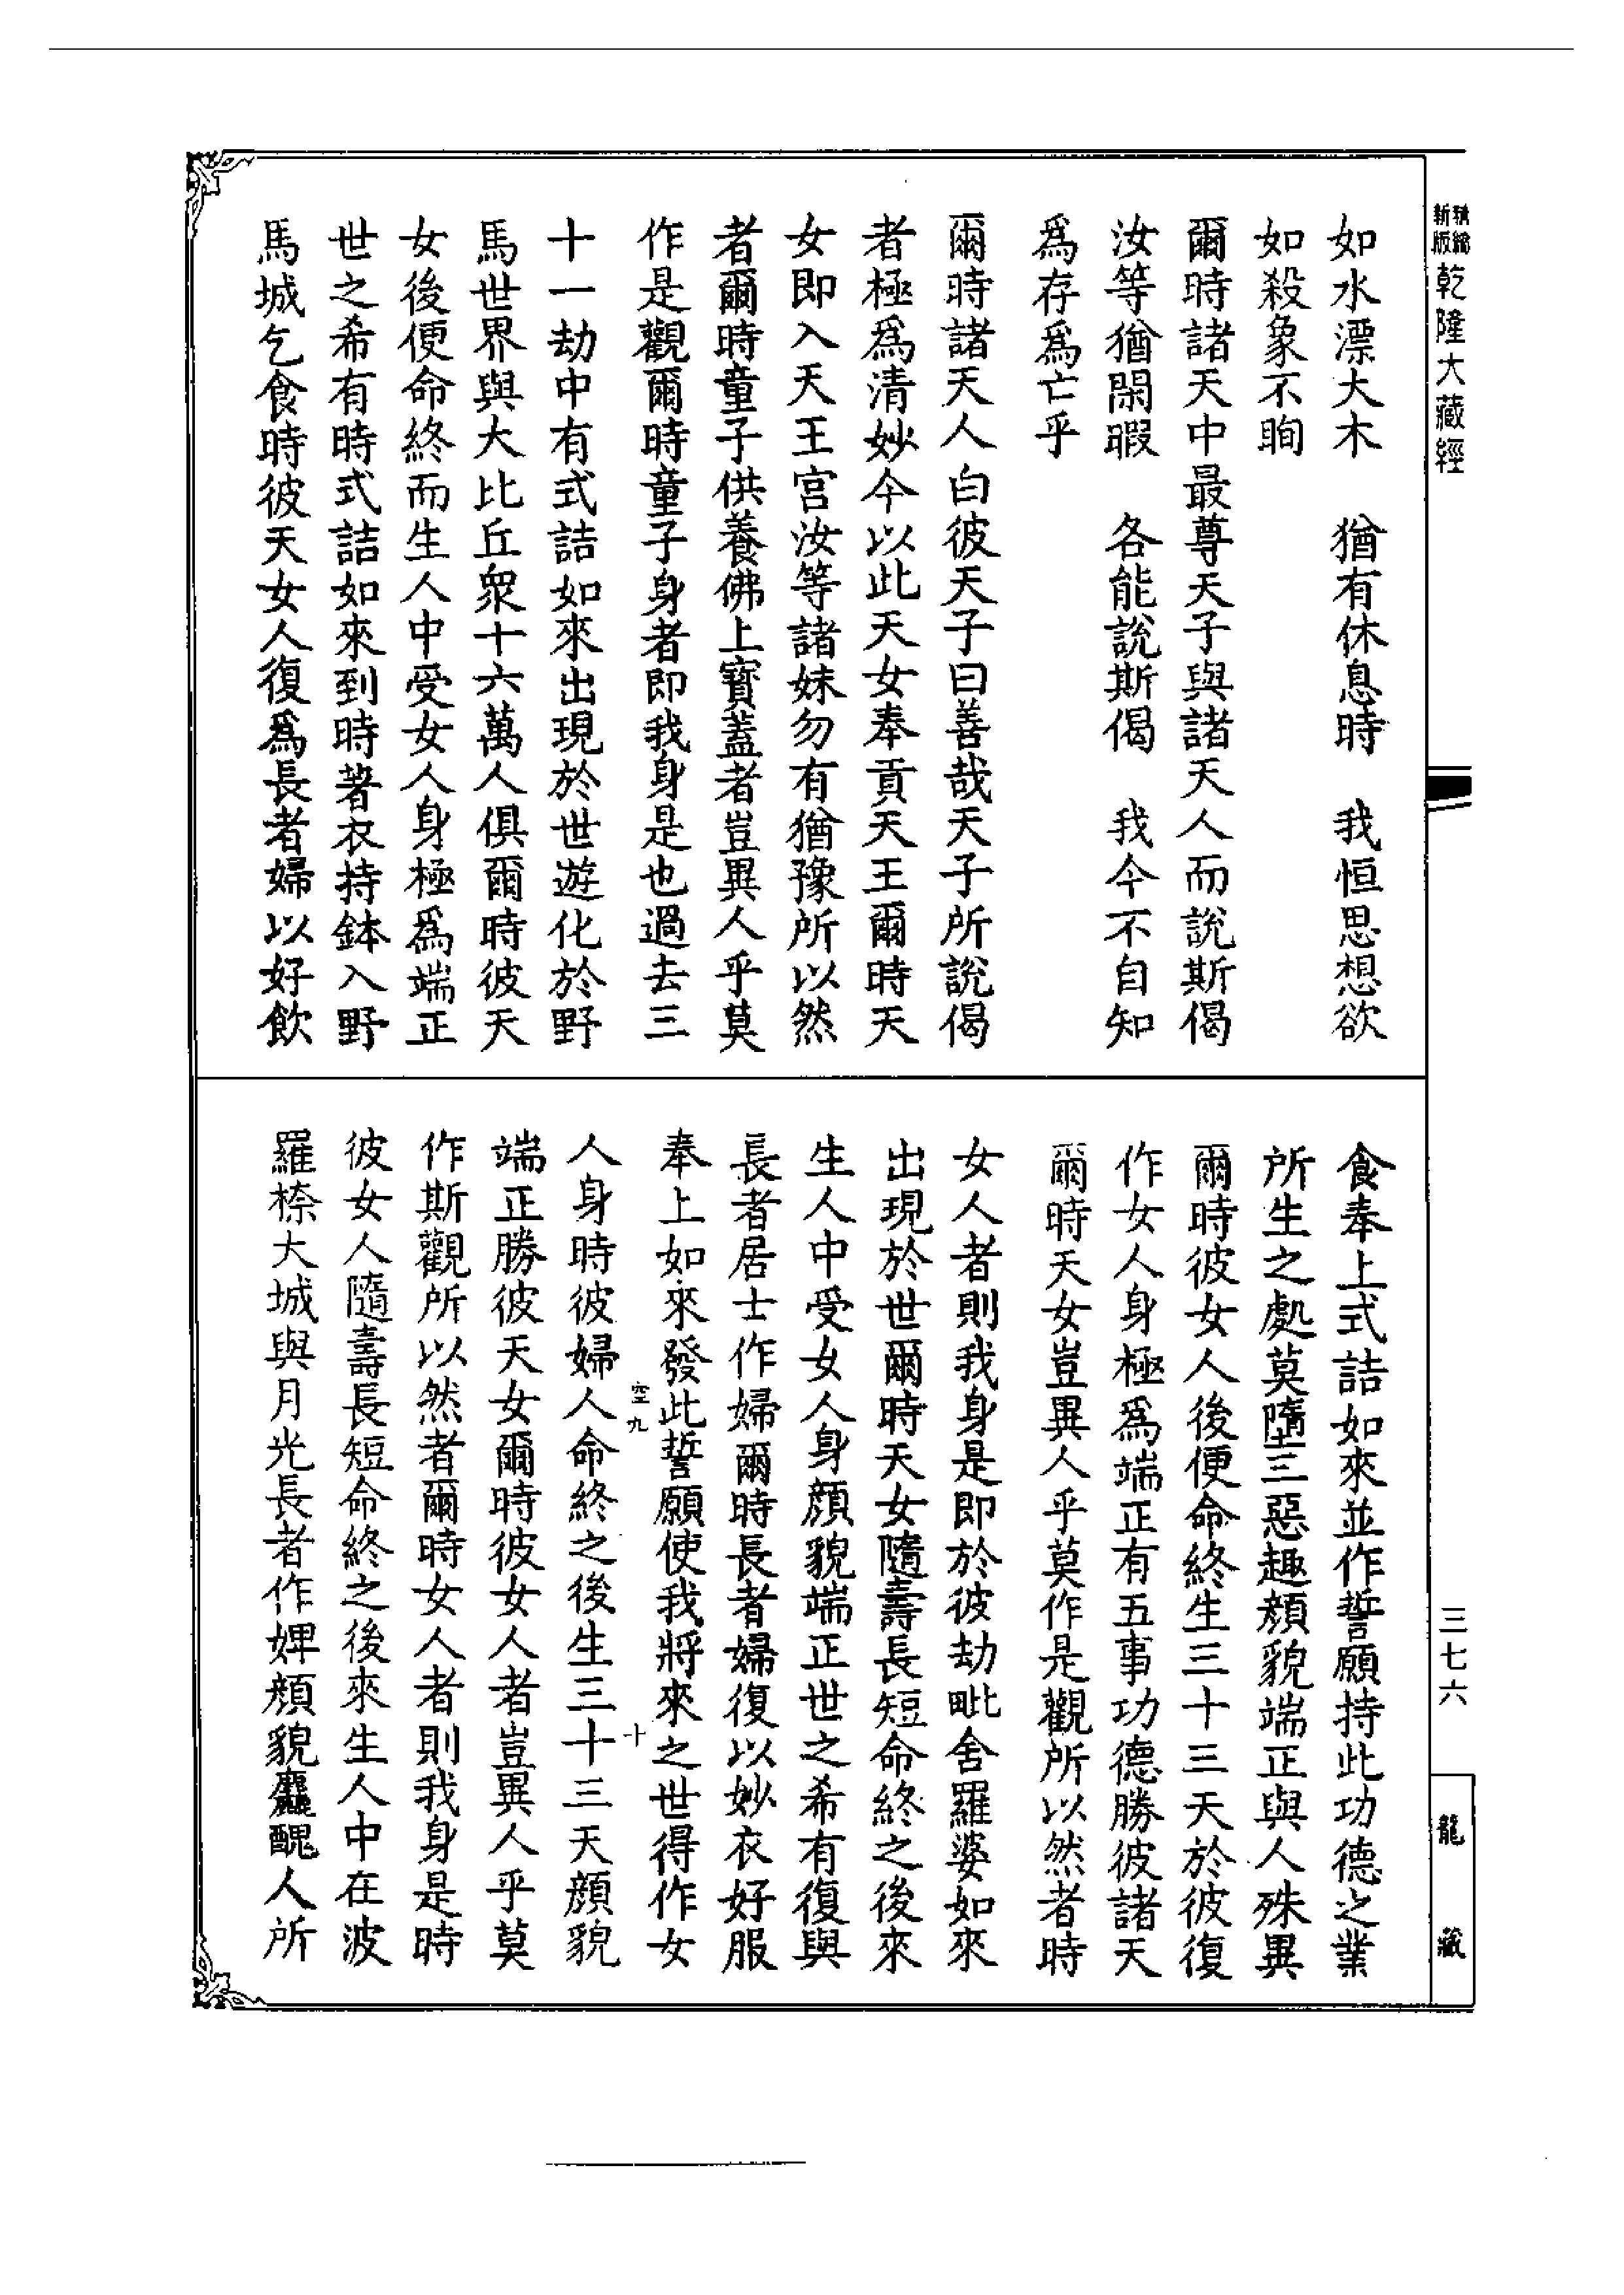 新版
乾隆大藏經
三七六
龍藏
如水漂大木　猶有休息時　我恒思想欲
如殺象不眴
爾時諸天中最尊天子與諸天人而說斯偈
汝等猶閑暇　各能說斯偈　我今不自知
爲存爲亡乎
爾時諸天人白彼天子曰善哉天子所說偈
者極爲清妙今以此天女奉貢天王爾時天
女即入天王宮汝等諸妹勿有猶豫所以然
者爾時童子供養佛上寶蓋者豈異人乎莫
作是觀爾時童子身者即我身是也過去三
十一劫中有式詰如來出現於世遊化於野
馬世界與大比丘衆十六萬人俱爾時彼天
女後便命終而生人中受女人身極爲端正
世之希有時式詰如來到時著衣持鉢入野
馬城乞食時彼天女人復爲長者婦以好飲
食奉上式詰如來並作誓願持此功德之業
所生之處莫墮三惡趣顏貌端正與人殊異
爾時彼女人後便命終生三十三天於彼復
作女人身極爲端正有五事功德勝彼諸天
爾時天女豈異人乎莫作是觀所以然者時
女人者則我身是即於彼劫毗舍羅婆如來
出現於世爾時天女隨壽長短命終之後來
生人中受女人身顏貌端正世之希有復與
長者居士作婦爾時長者婦復以妙衣好服
奉上如來發此誓願使我將來之世得作女
空九
十
人身時彼婦人命終之後生三十三天顏貌
端正勝彼天女爾時彼女人者豈異人乎莫
作斯觀所以然者爾時女人者則我身是時
彼女人隨壽長短命終之後來生人中在波
羅㮈大城與月光長者作婢顏貌麤醜人所